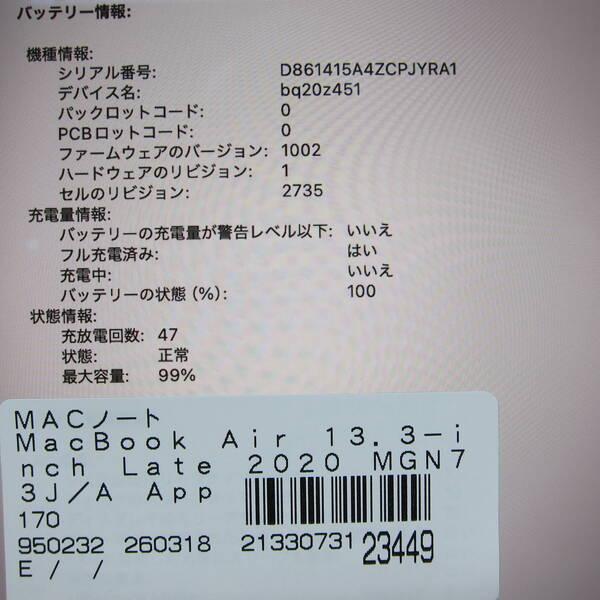 バッテリー情報:
機種情報:
シリアル番号: D861415A4ZCPJYRA1
デバイス名: bq20z451
パックロットコード: 0
PCBロットコード: 0
ファームウェアのバージョン: 1002
ハードウェアのリビジョン: 1
セルのリビジョン: 2735
充電量情報:
バッテリーの充電量が警告レベル以下: いいえ
フル充電済み: はい
充電中: いいえ
バッテリーの状態（%）: 100
状態情報:
充放電回数: 47
状態: 正常
最大容量: 99%
MACノート
MacBook Air 13.3-i
nch Late 2020 MGN7
3J/A App
170
950232 260318 21330731 23449
E / /